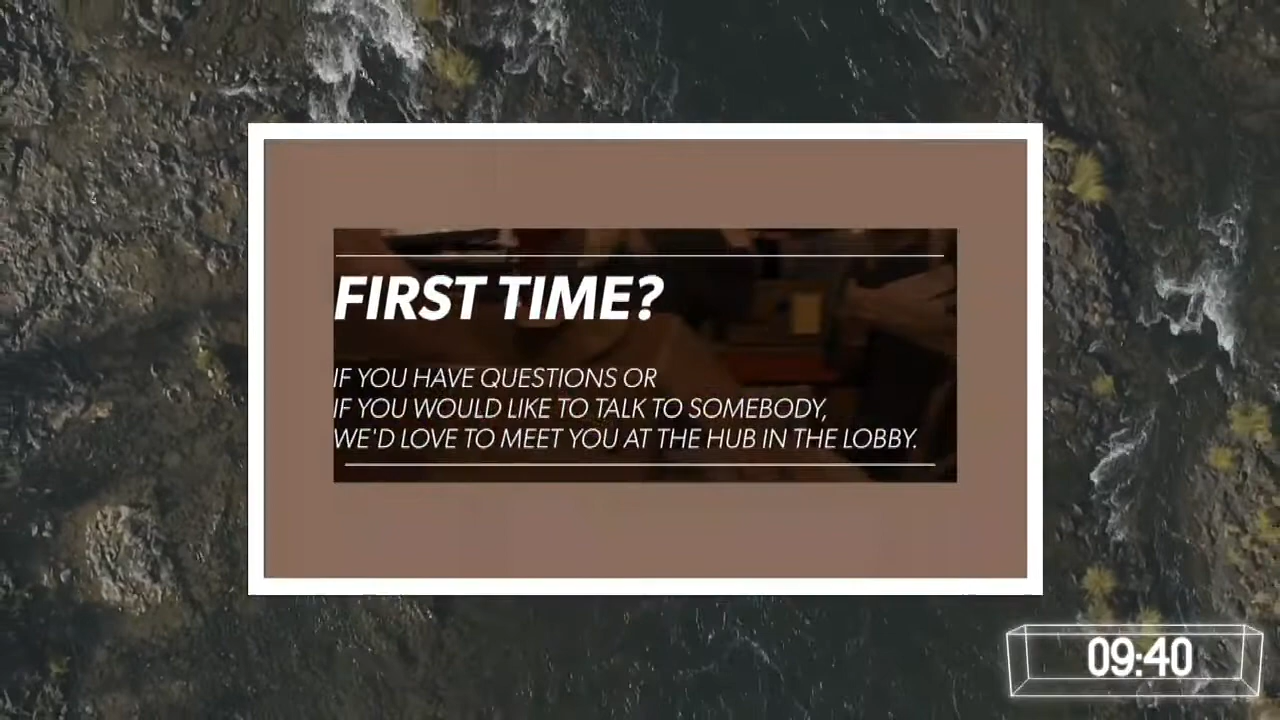 FIRST TIME?
IF YOU HAVE QUESTIONS OR
IF YOU WOULD LIKE TO TALK TO SOMEBODY,
WE'D LOVE TO MEET YOU AT THE HUB IN THE LOBBY.
09:40